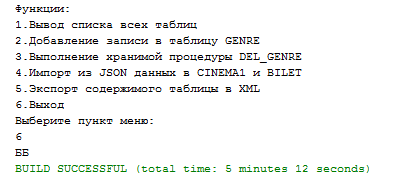 Функции:
1.Вывод списка всех таблиц
2.Добавление записи в таблицу GENRE
3.Выполнение хранимой процедуры DEL_GENRE
4.Импорт из JSON данных в CINEMA1 и BILET
5.Экспорт содержимого таблицы в XML
6.Выход
Выберите пункт меню:
6
ББ
BUILD SUCCESSFUL (total time: 5 minutes 12 seconds)